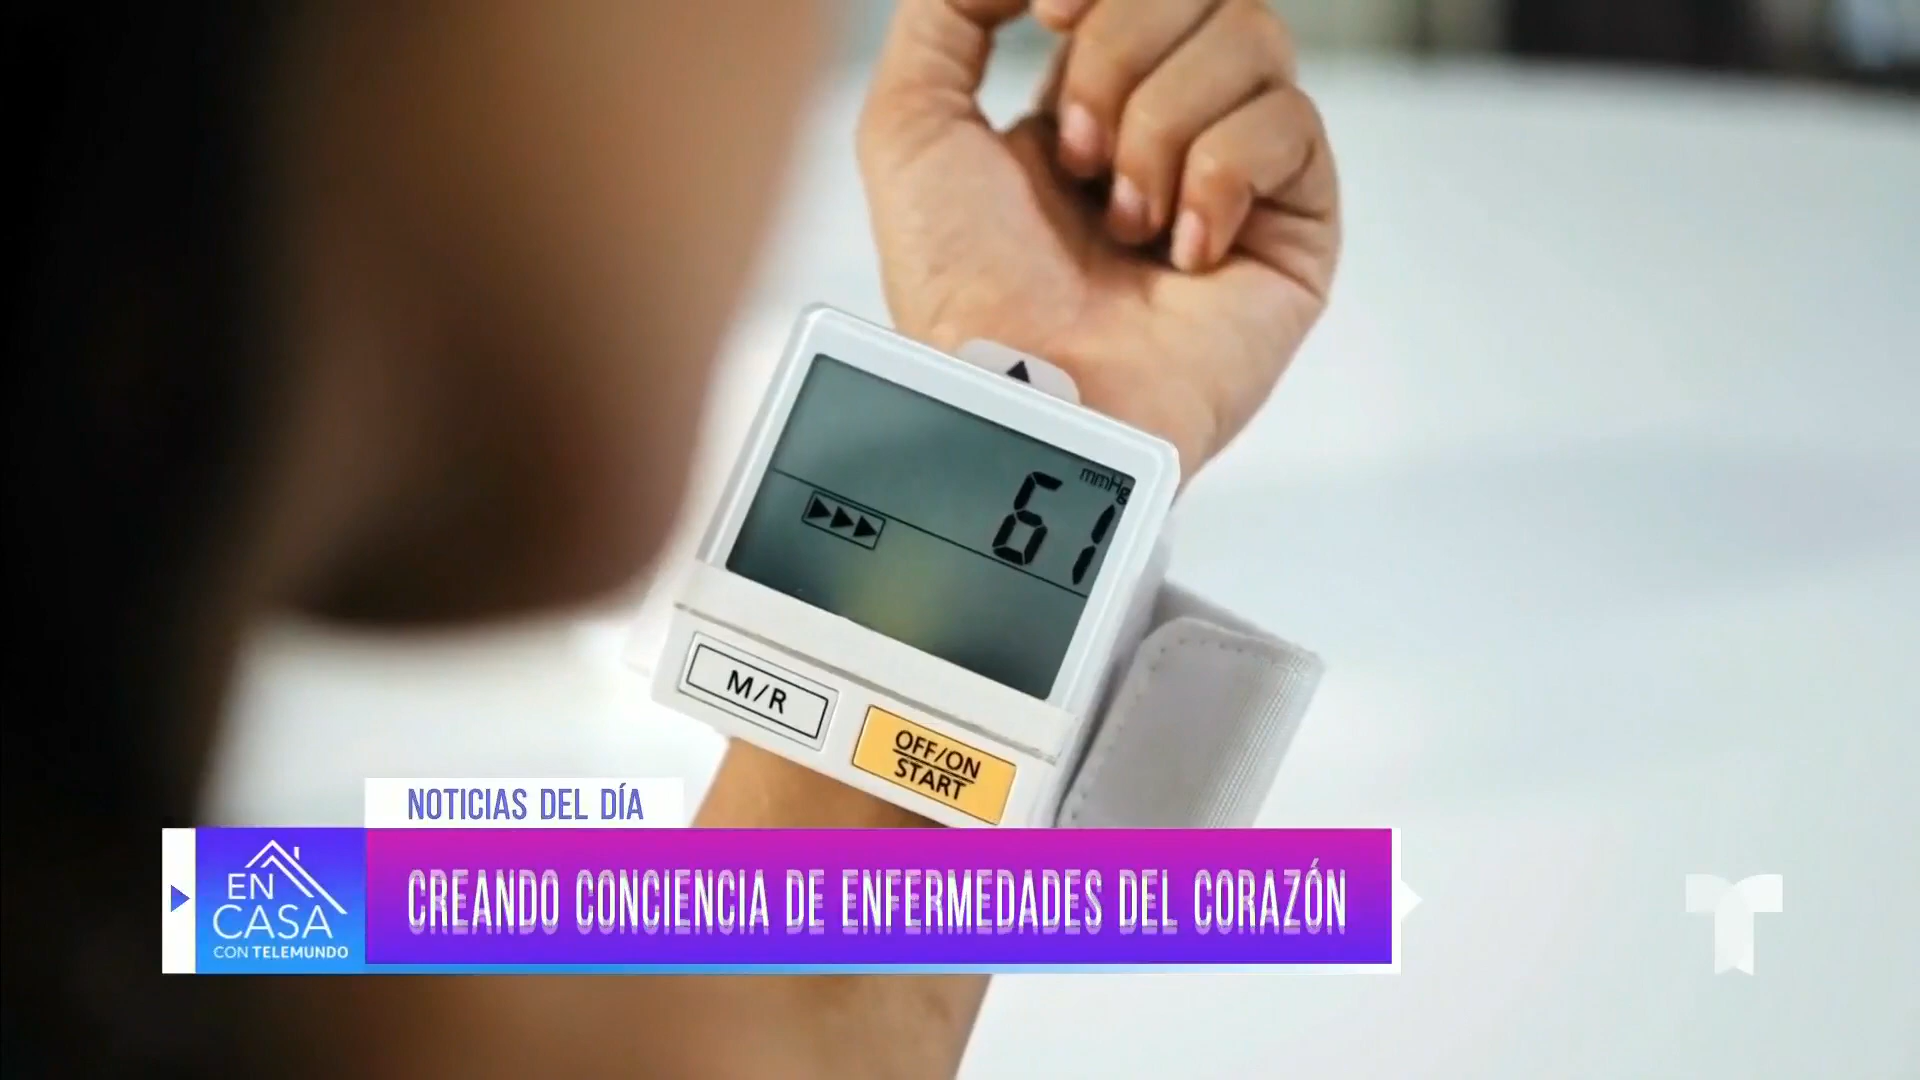 mmHg
61
M/R
OFF/ON
START
NOTICIAS DEL DÍA
EN
CASA
CON TELEMUNDO
CREANDO CONCIENCIA DE ENFERMEDADES DEL CORAZÓN